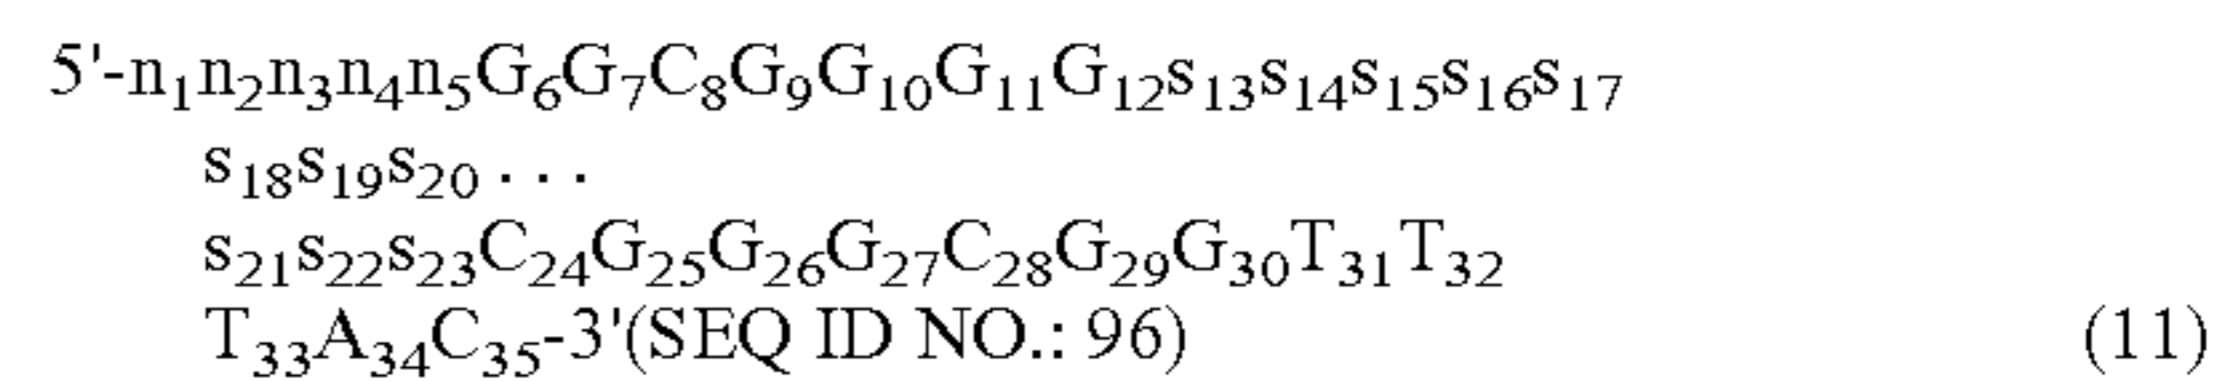 5'-n₁n₂n₃n₄n₅G₆G₇C₈G₉G₁₀G₁₁G₁₂s₁₃s₁₄s₁₅s₁₆s₁₇
s₁₈s₁₉s₂₀ . . .
s₂₁s₂₂s₂₃C₂₄G₂₅G₂₆G₂₇C₂₈G₂₉G₃₀T₃₁T₃₂
T₃₃A₃₄C₃₅-3'(SEQ ID NO.: 96) (11)